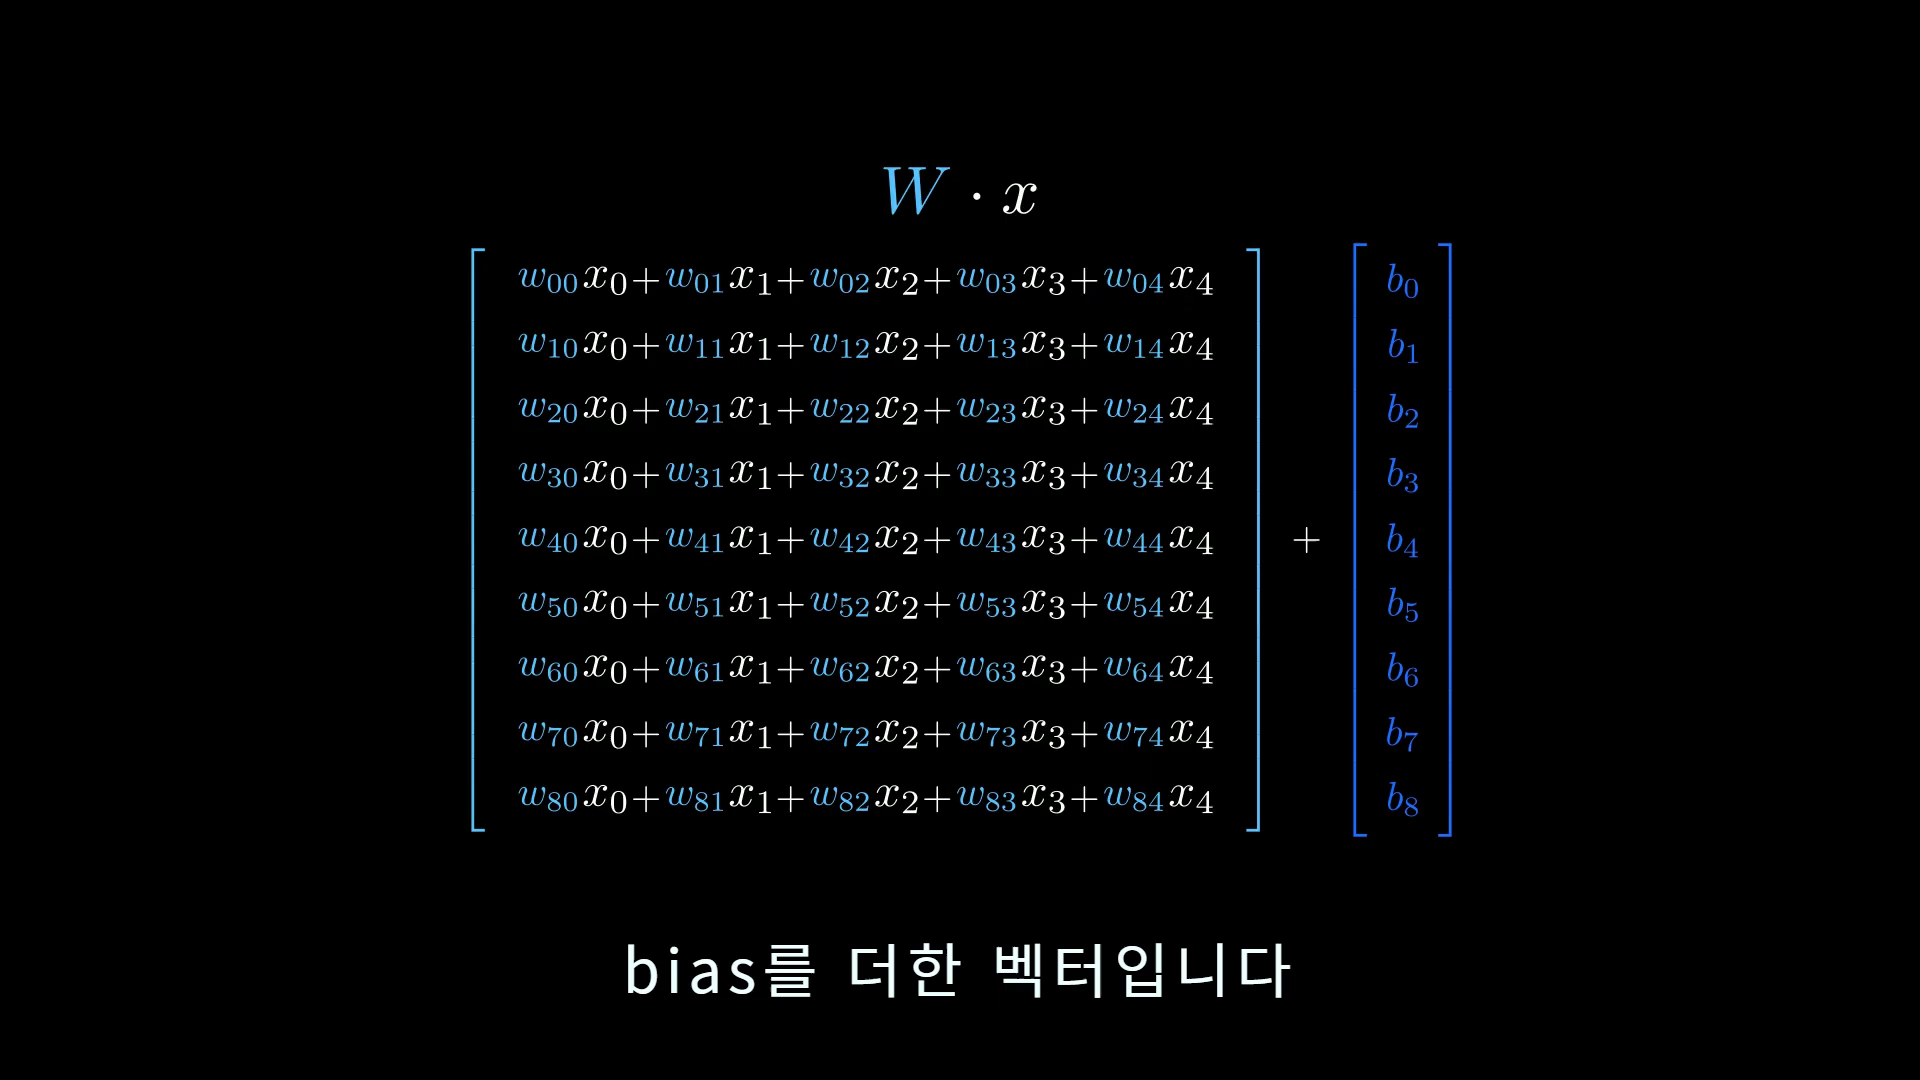 W · x
w₀₀x₀+w₀₁x₁+w₀₂x₂+w₀₃x₃+w₀₄x₄ b₀
w₁₀x₀+w₁₁x₁+w₁₂x₂+w₁₃x₃+w₁₄x₄ b₁
w₂₀x₀+w₂₁x₁+w₂₂x₂+w₂₃x₃+w₂₄x₄ b₂
w₃₀x₀+w₃₁x₁+w₃₂x₂+w₃₃x₃+w₃₄x₄ b₃
w₄₀x₀+w₄₁x₁+w₄₂x₂+w₄₃x₃+w₄₄x₄ + b₄
w₅₀x₀+w₅₁x₁+w₅₂x₂+w₅₃x₃+w₅₄x₄ b₅
w₆₀x₀+w₆₁x₁+w₆₂x₂+w₆₃x₃+w₆₄x₄ b₆
w₇₀x₀+w₇₁x₁+w₇₂x₂+w₇₃x₃+w₇₄x₄ b₇
w₈₀x₀+w₈₁x₁+w₈₂x₂+w₈₃x₃+w₈₄x₄ b₈
bias를 더한 벡터입니다